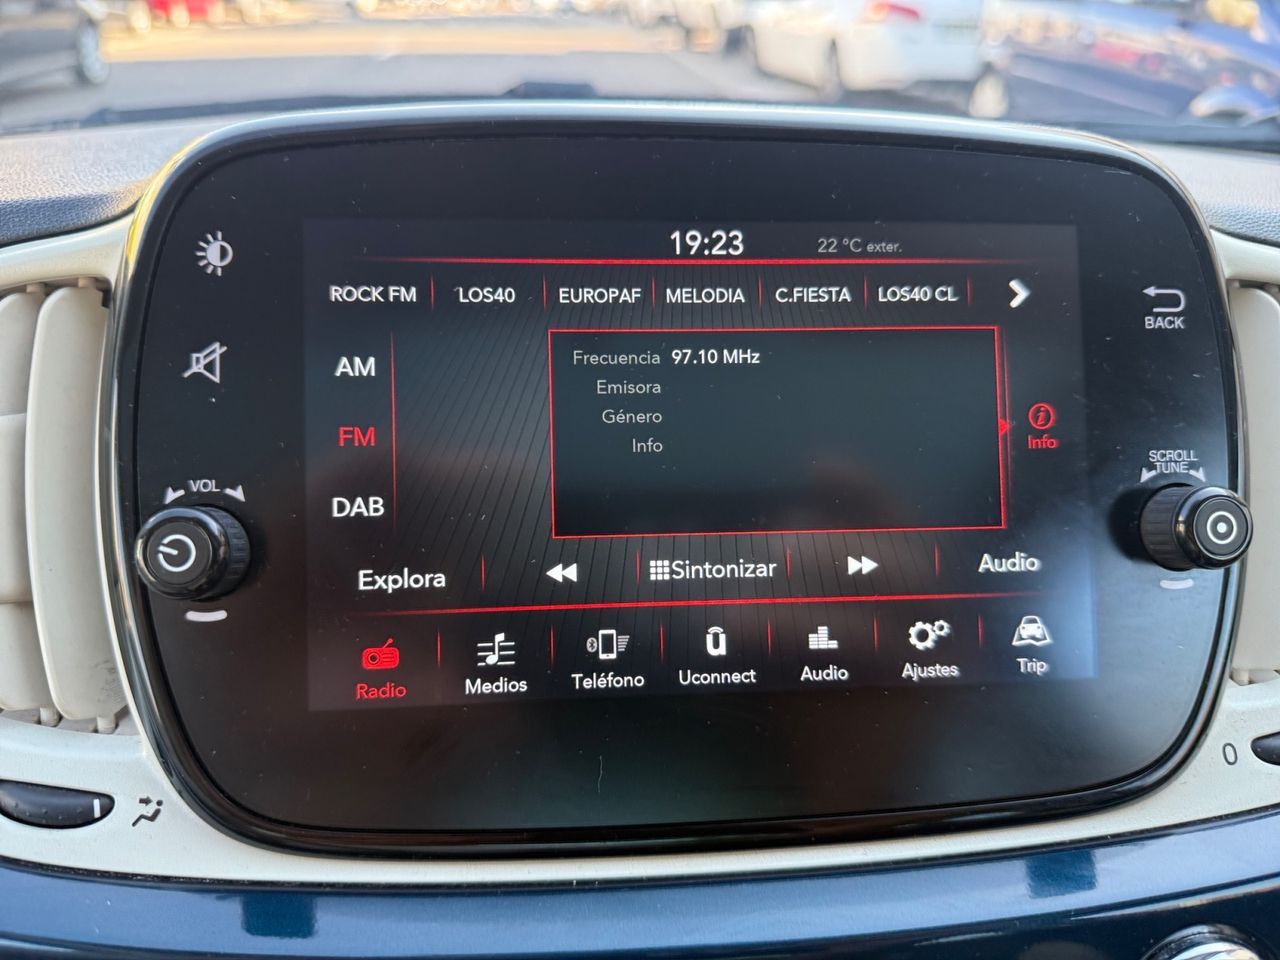 19:23 22 °C exter.
ROCK FM LOS40 EUROPAF MELODIA C.FIESTA LOS40 CL
BACK
AM
Frecuencia 97.10 MHz
Emisora
Género
Info
FM
Info
DAB
VOL
SCROLL
TUNE
Explora Sintonizar Audio
Radio Medios Teléfono Uconnect Audio Ajustes Trip
0